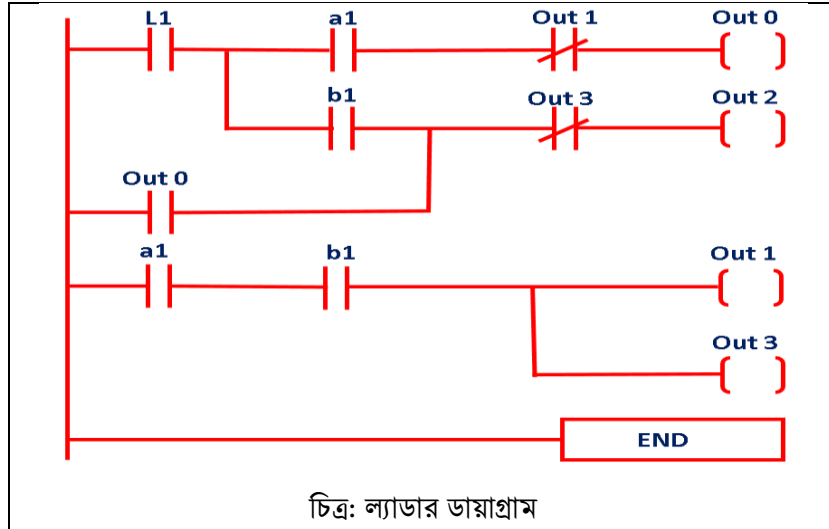 L1 a1 Out 1 Out 0
b1 Out 3 Out 2
Out 0
a1 b1 Out 1
Out 3
END
চিত্র: ল্যাডার ডায়াগ্রাম